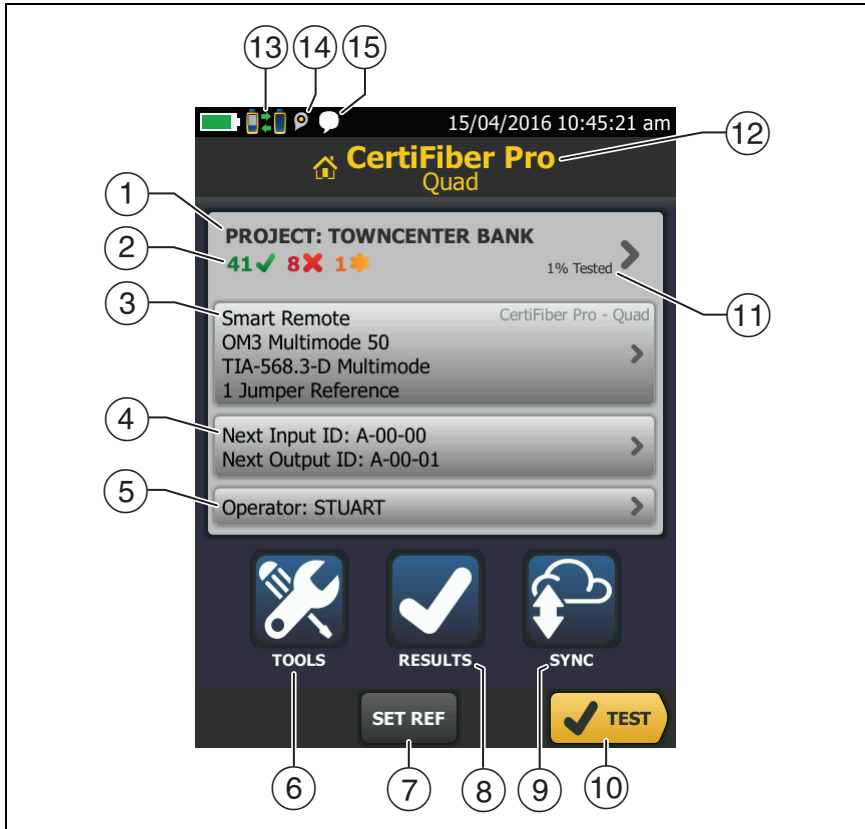 13 14 15
15/04/2016 10:45:21 am
12
CertiFiber Pro
Quad
1
PROJECT: TOWNCENTER BANK
2
41 8 1
1% Tested
11
3
Smart Remote
CertiFiber Pro - Quad
OM3 Multimode 50
TIA-568.3-D Multimode
1 Jumper Reference
4
Next Input ID: A-00-00
Next Output ID: A-00-01
5
Operator: STUART
TOOLS RESULTS SYNC
SET REF TEST
6 7 8 9 10